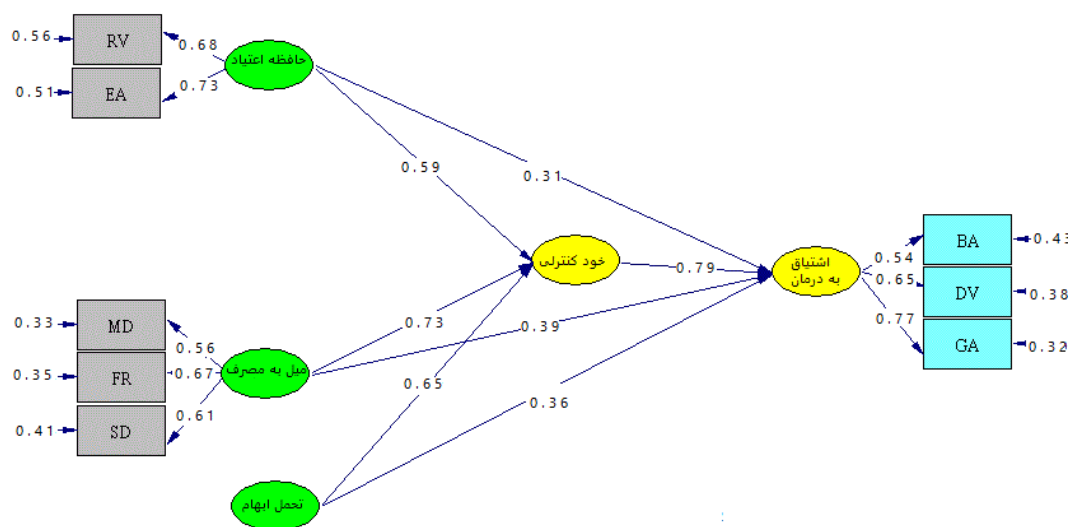 0.56
RV
0.68
حافظه اعتیاد
0.51
EA
0.73
0.59
0.31
خود کنترلی
0.79
اشتیاق
به درمان
0.54
BA
0.43
0.65
DV
0.38
0.77
GA
0.32
0.33
MD
0.56
0.73
0.39
0.35
FR
0.67
میل به مصرف
0.65
0.36
0.41
SD
0.61
تحمل ابهام